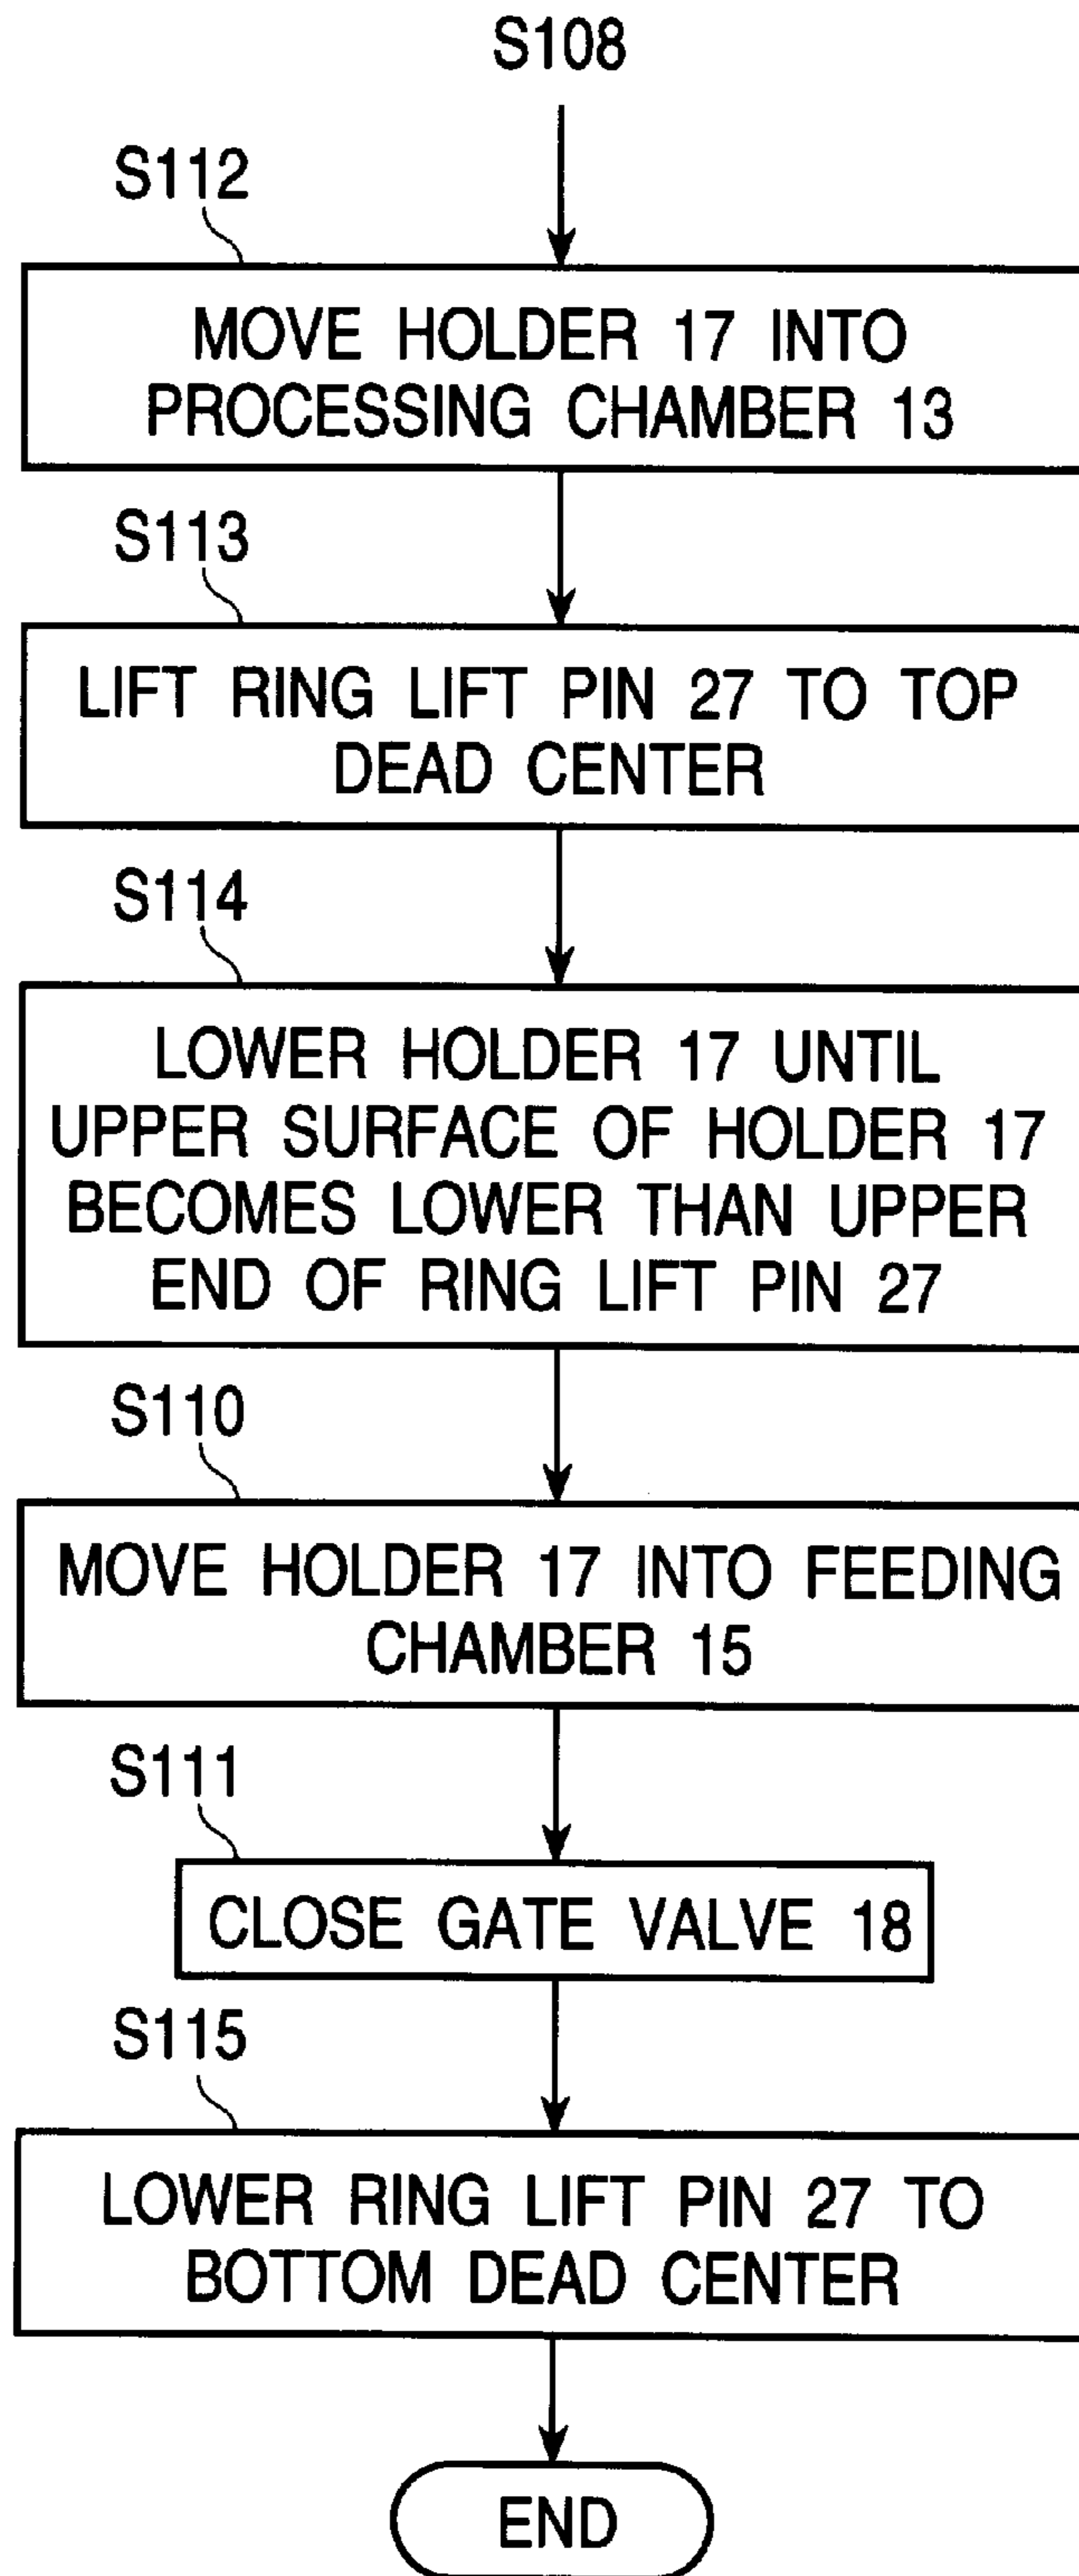 S108
S112
MOVE HOLDER 17 INTO
PROCESSING CHAMBER 13
S113
LIFT RING LIFT PIN 27 TO TOP
DEAD CENTER
S114
LOWER HOLDER 17 UNTIL
UPPER SURFACE OF HOLDER 17
BECOMES LOWER THAN UPPER
END OF RING LIFT PIN 27
S110
MOVE HOLDER 17 INTO FEEDING
CHAMBER 15
S111
CLOSE GATE VALVE 18
S115
LOWER RING LIFT PIN 27 TO
BOTTOM DEAD CENTER
END